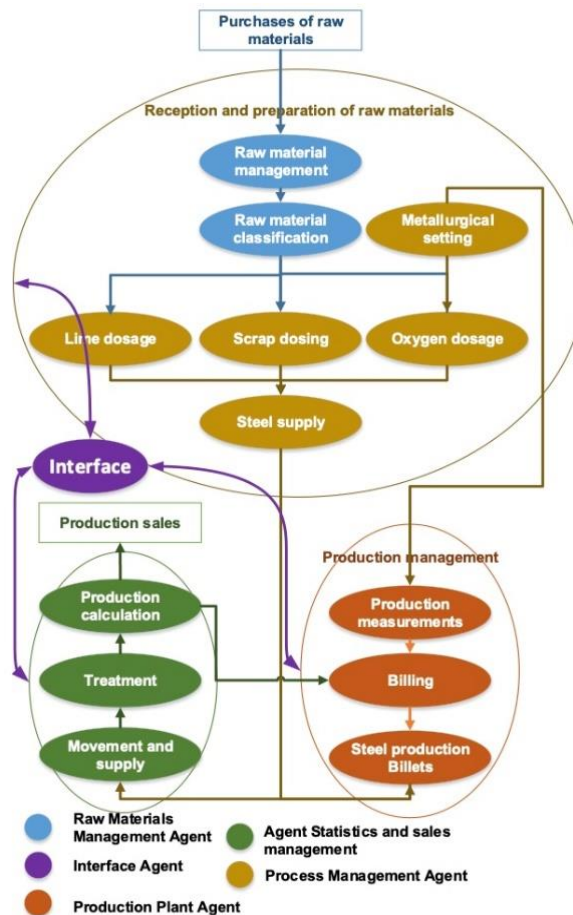 Purchases of raw
materials
Reception and preparation of raw materials
Raw material
management
Raw material
classification
Metallurgical
setting
Lime dosage
Scrap dosing
Oxygen dosage
Steel supply
Interface
Production sales
Production management
Production
calculation
Production
measurements
Treatment
Billing
Movement and
supply
Steel production
Billets
Raw Materials
Management Agent
Agent Statistics and sales
management
Interface Agent
Process Management Agent
Production Plant Agent